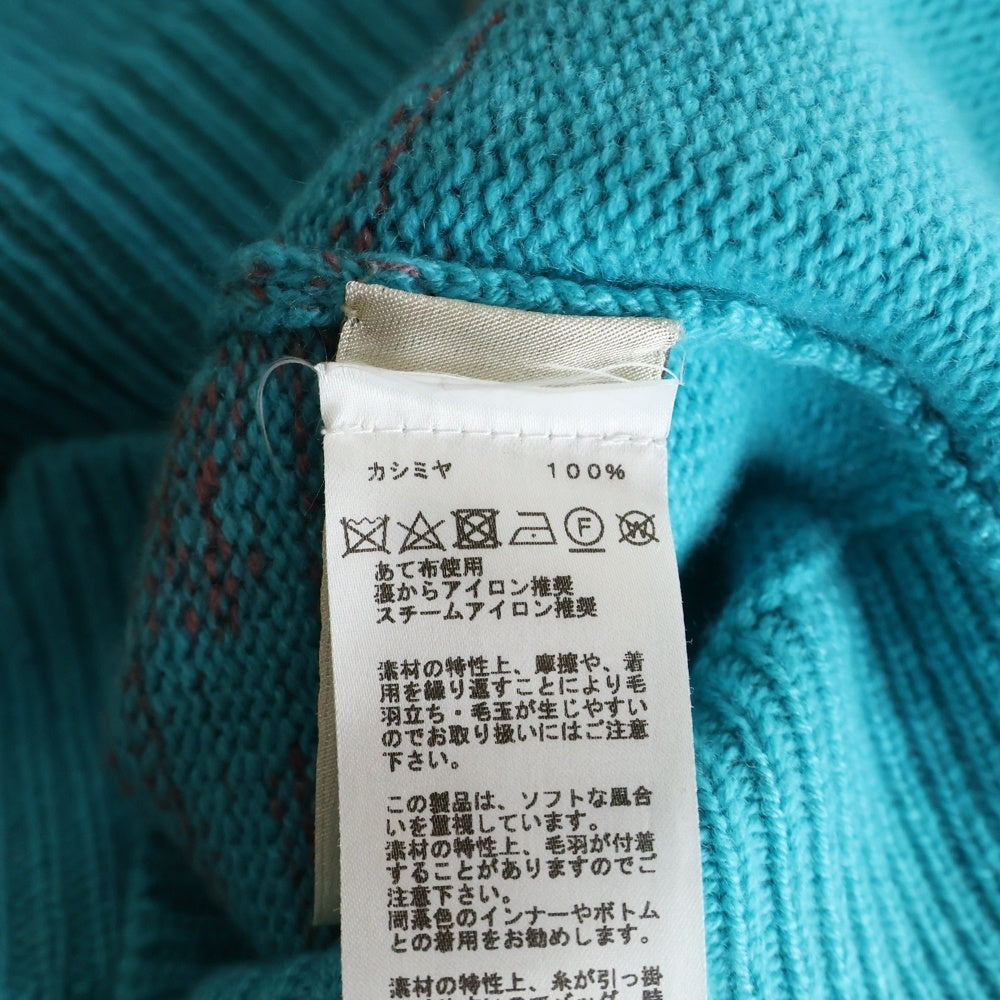 カシミヤ 100%
F
W
あて布使用
裏からアイロン推奨
スチームアイロン推奨
素材の特性上、摩擦や、着
用を繰り返すことにより毛
羽立ち・毛玉が生じやすい
のでお取り扱いにはご注意
下さい。
この製品は、ソフトな風合
いを重視しています。
素材の特性上、毛羽が付着
することがありますのでご
注意下さい。
同系色のインナーやボトム
との着用をお勧めします。
素材の特性上、糸が引っ掛